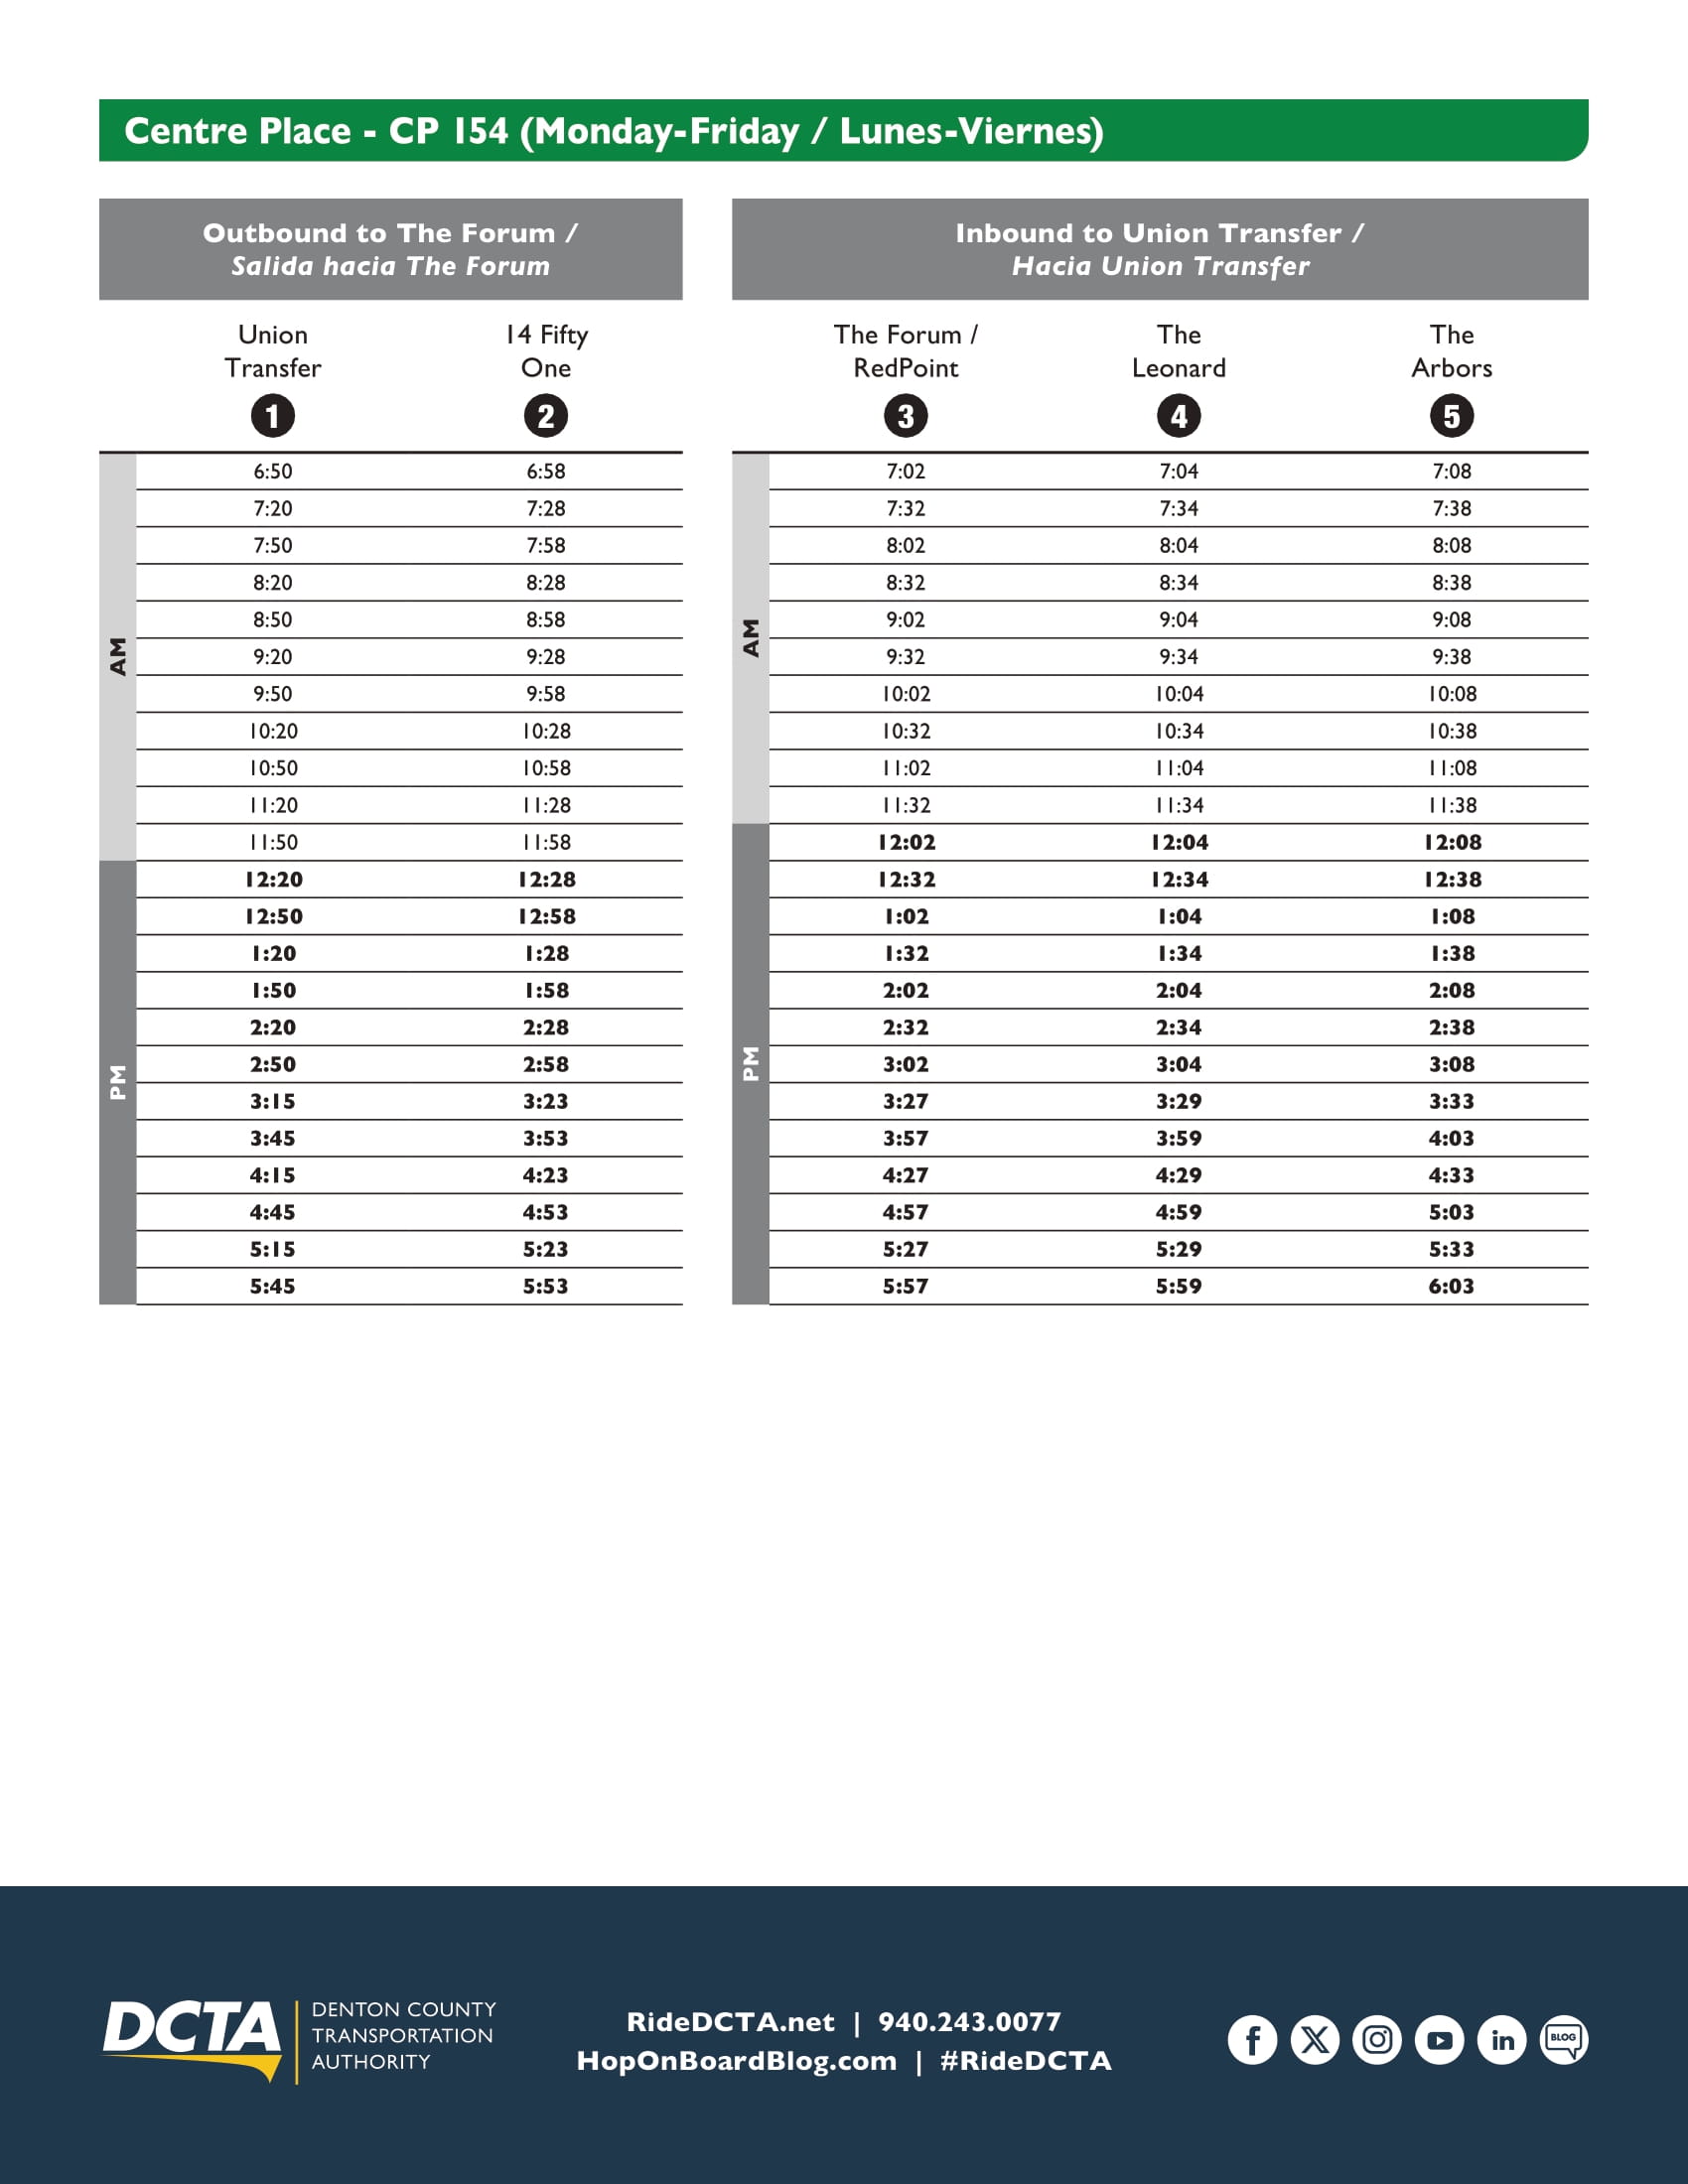 Centre Place - CP 154 (Monday-Friday / Lunes-Viernes)
Outbound to The Forum /
Salida hacia The Forum
Inbound to Union Transfer /
Hacia Union Transfer
Union Transfer 14 Fifty One The Forum / RedPoint The Leonard The Arbors
1 2 3 4 5
AM
6:50 6:58 7:02 7:04 7:08
7:20 7:28 7:32 7:34 7:38
7:50 7:58 8:02 8:04 8:08
8:20 8:28 8:32 8:34 8:38
8:50 8:58 9:02 9:04 9:08
9:20 9:28 9:32 9:34 9:38
9:50 9:58 10:02 10:04 10:08
10:20 10:28 10:32 10:34 10:38
10:50 10:58 11:02 11:04 11:08
11:20 11:28 11:32 11:34 11:38
AM
11:50 11:58 12:02 12:04 12:08
PM
12:20 12:28 12:32 12:34 12:38
12:50 12:58 1:02 1:04 1:08
1:20 1:28 1:32 1:34 1:38
1:50 1:58 2:02 2:04 2:08
2:20 2:28 2:32 2:34 2:38
2:50 2:58 3:02 3:04 3:08
3:15 3:23 3:27 3:29 3:33
3:45 3:53 3:57 3:59 4:03
4:15 4:23 4:27 4:29 4:33
4:45 4:53 4:57 4:59 5:03
5:15 5:23 5:27 5:29 5:33
5:45 5:53 5:57 5:59 6:03
PM
DCTA
DENTON COUNTY
TRANSPORTATION
AUTHORITY
RideDCTA.net | 940.243.0077
HopOnBoardBlog.com | #RideDCTA
f X in BLOG